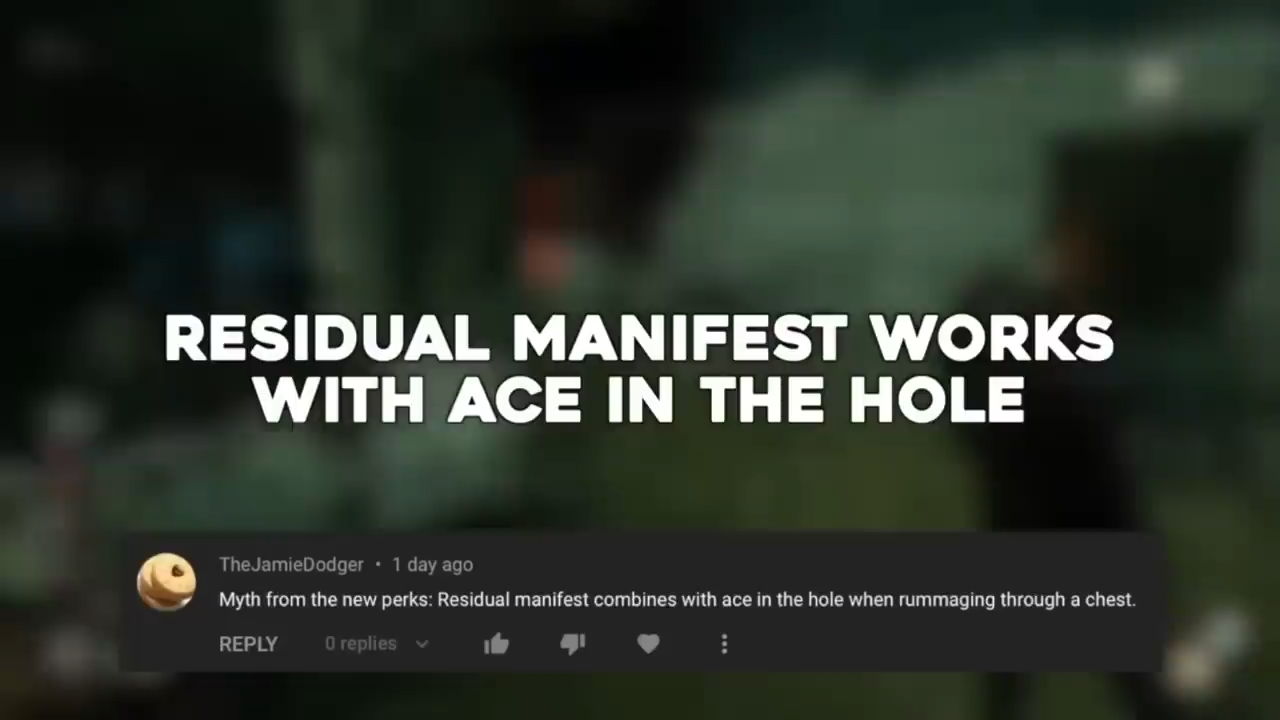 RESIDUAL MANIFEST WORKS
WITH ACE IN THE HOLE
TheJamieDodger • 1 day ago
Myth from the new perks: Residual manifest combines with ace in the hole when rummaging through a chest.
REPLY 0 replies